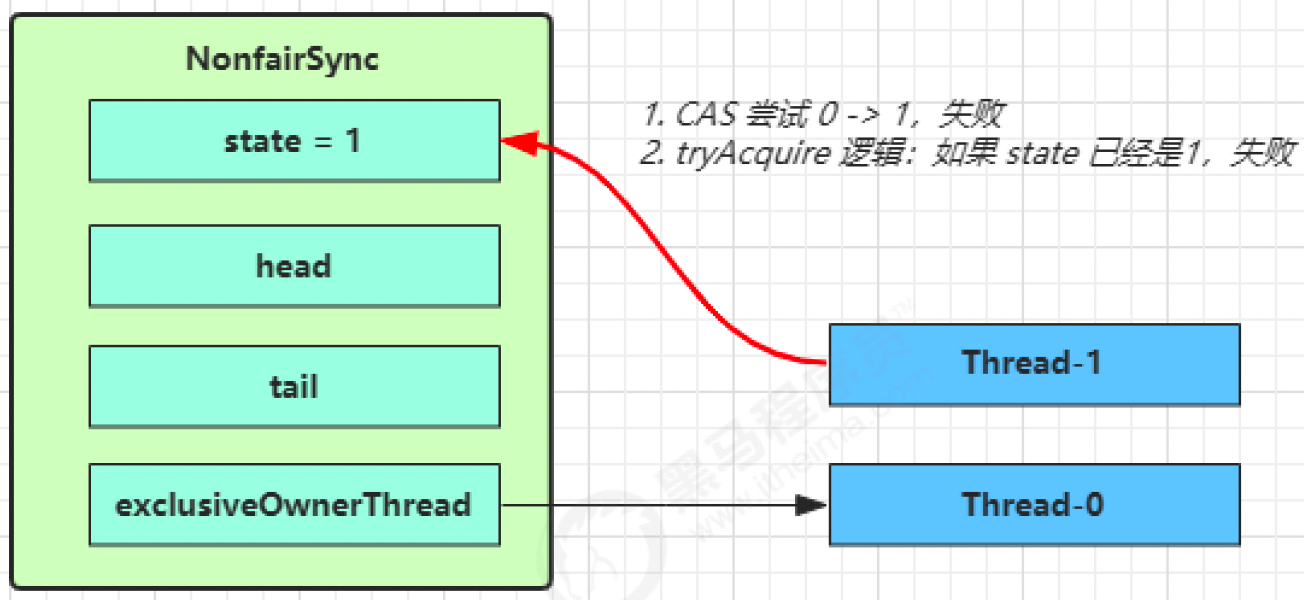 NonfairSync
state = 1
head
tail
exclusiveOwnerThread
1. CAS 尝试 0 -> 1，失败
2. tryAcquire 逻辑：如果 state 已经是1，失败
Thread-1
Thread-0
黑马程序员™
www.itheima.com